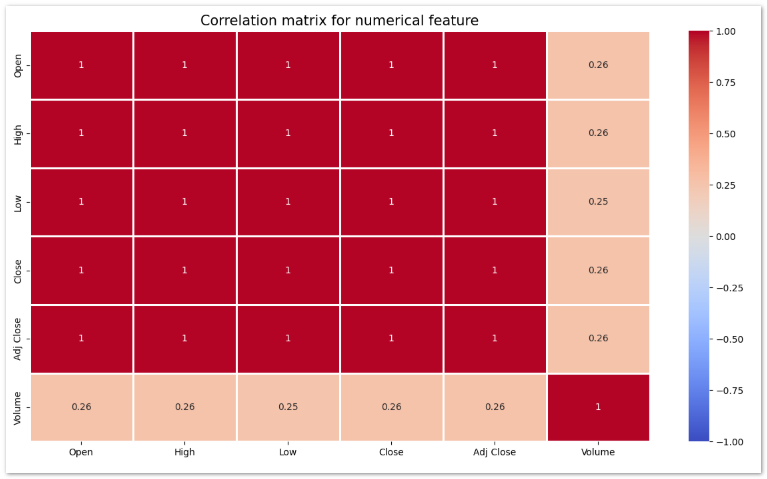 Correlation matrix for numerical feature
Open 1 1 1 1 1 0.26
High 1 1 1 1 1 0.26
Low 1 1 1 1 1 0.25
Close 1 1 1 1 1 0.26
Adj Close 1 1 1 1 1 0.26
Volume 0.26 0.26 0.25 0.26 0.26 1
Open High Low Close Adj Close Volume
1.00
0.75
0.50
0.25
0.00
−0.25
−0.50
−0.75
−1.00